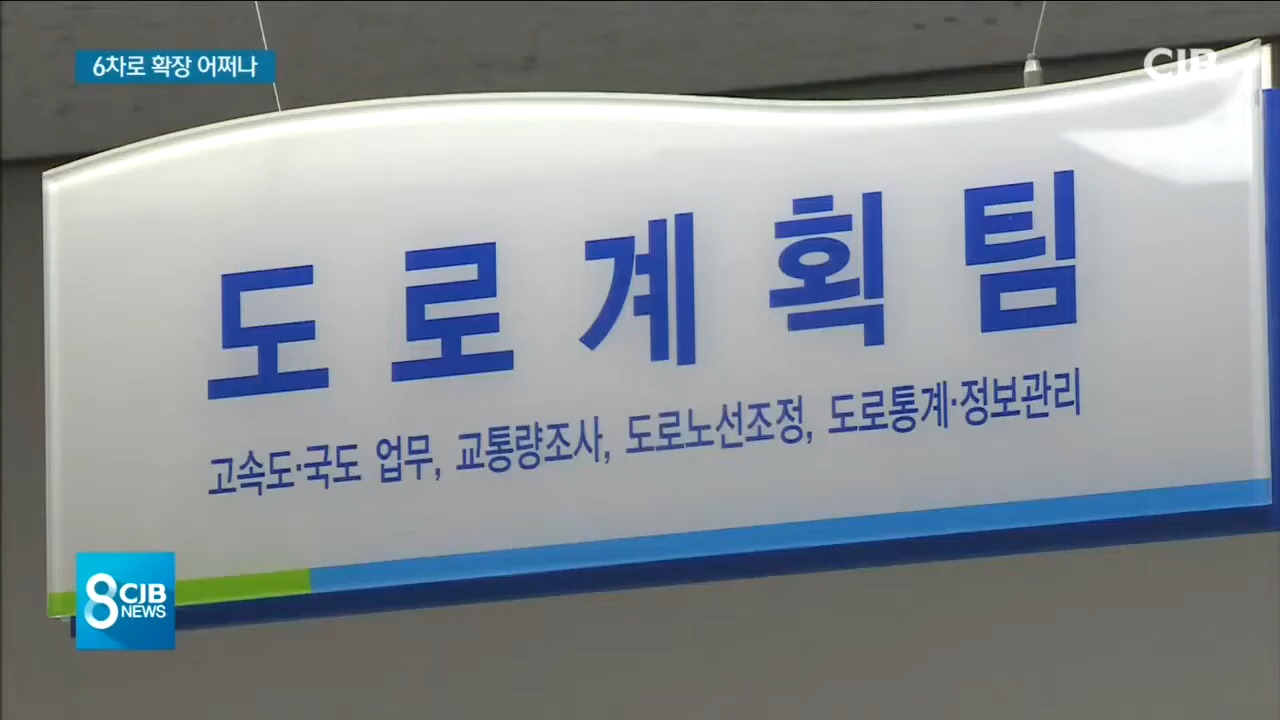 6차로 확장 어쩌나
CJB
도로계획팀
고속도·국도 업무, 교통량조사, 도로노선조정, 도로통계·정보관리
8 CJB
NEWS